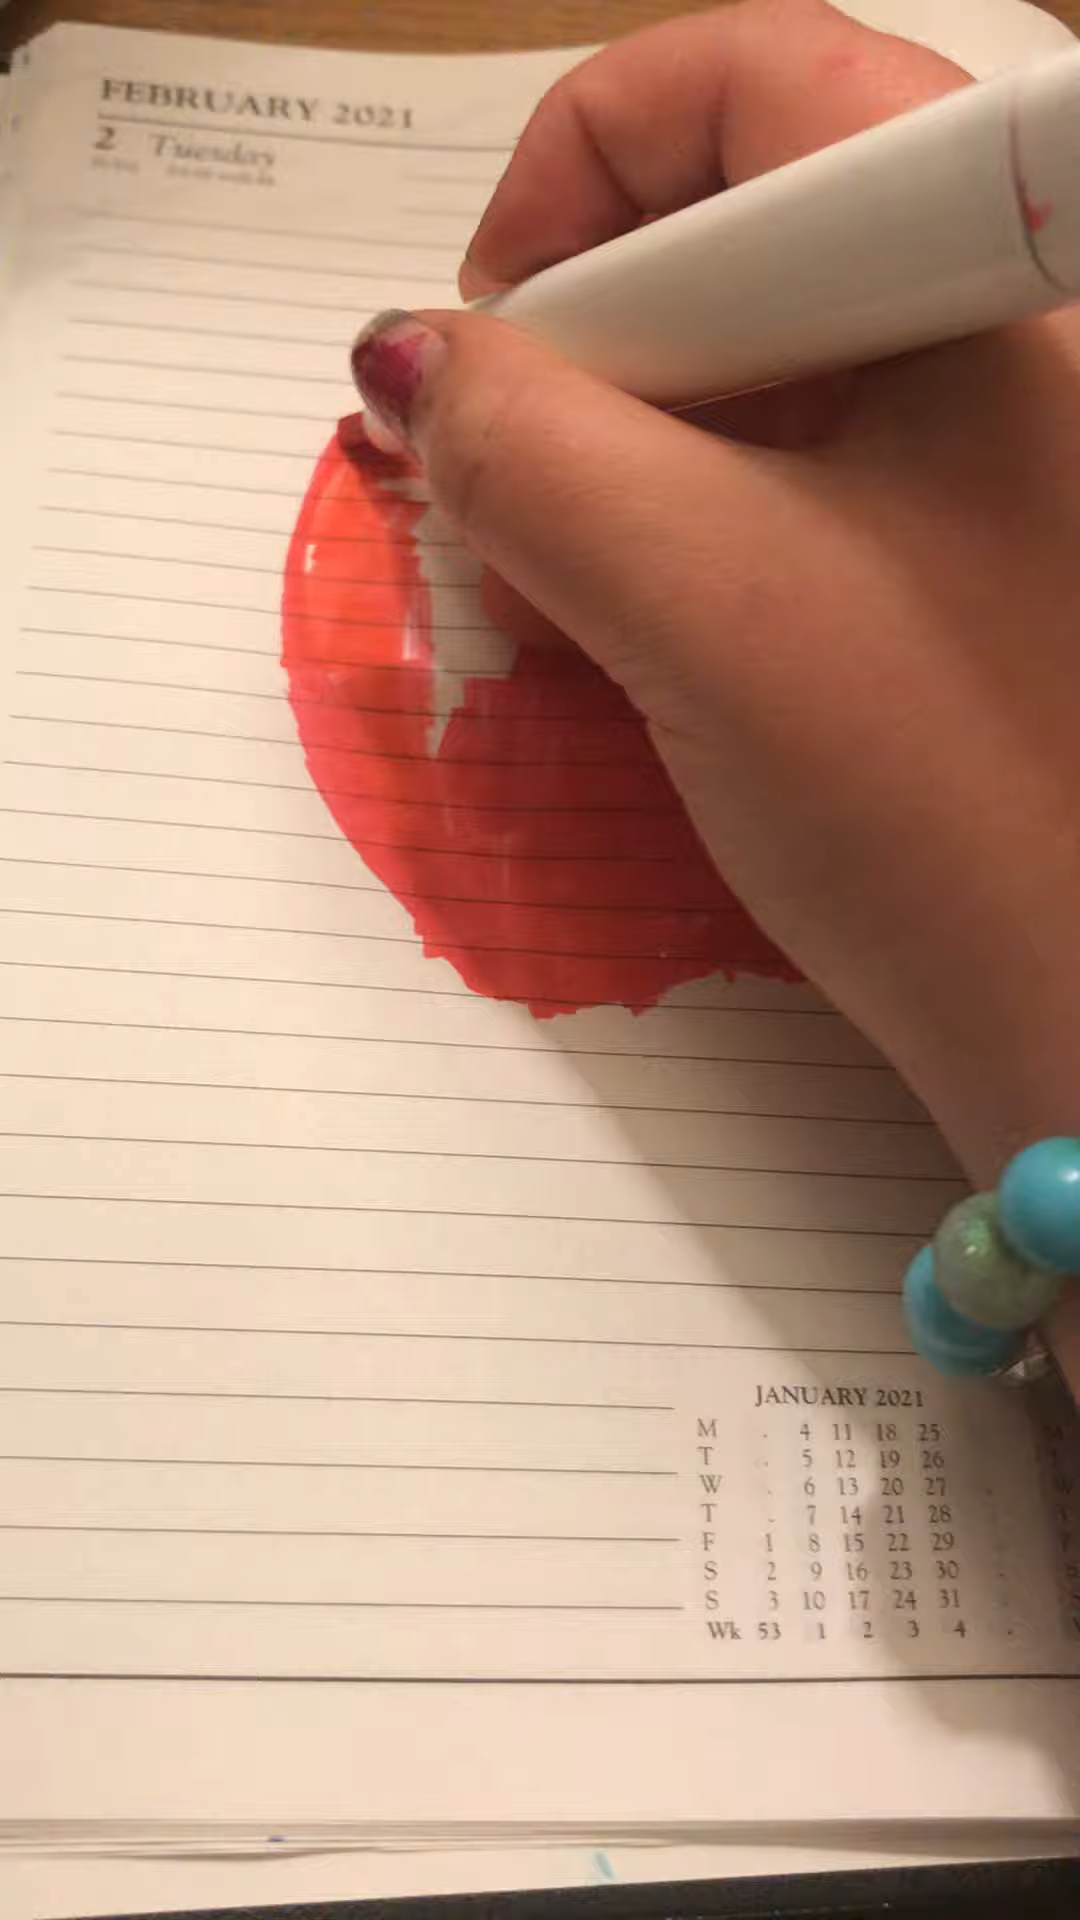 FEBRUARY 2021
2 Tuesday
JANUARY 2021
M . 4 11 18 25
T . 5 12 19 26
W . 6 13 20 27 .
T . 7 14 21 28
F 1 8 15 22 29
S 2 9 16 23 30 .
S 3 10 17 24 31 .
Wk 53 1 2 3 4 .